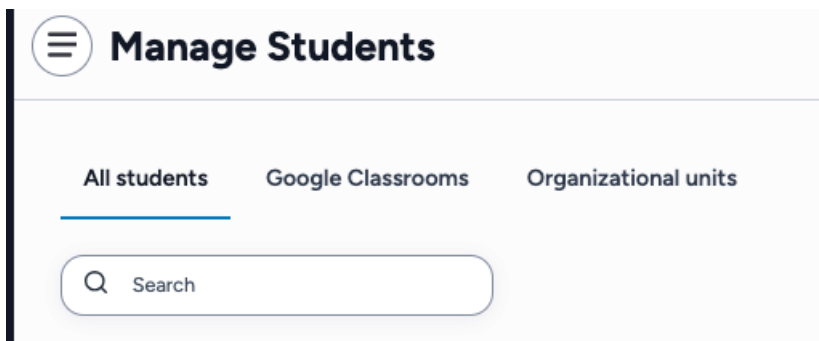 Manage Students
All students Google Classrooms Organizational units
Search